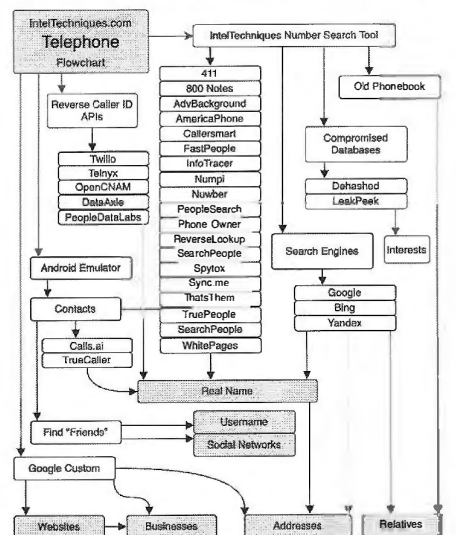 IntelTechniques.com
Telephone
Flowchart
IntelTechniques Number Search Tool
Old Phonebook
Reverse Caller ID
APIs
Twilio
Telnyx
OpenCNAM
DataAxle
PeopleDataLabs
411
800 Notes
AdvBackground
AmericaPhone
Callersmart
FastPeople
InfoTracer
Numpi
Nuwber
PeopleSearch
Phone Owner
ReverseLookup
SearchPeople
Spytox
Sync.me
ThatsThem
TruePeople
SearchPeople
WhitePages
Compromised
Databases
Dehashed
LeakPeek
Interests
Search Engines
Google
Bing
Yandex
Android Emulator
Contacts
Calls.ai
TrueCaller
Real Name
Find "Friends"
Username
Social Networks
Google Custom
Websites
Businesses
Addresses
Relatives